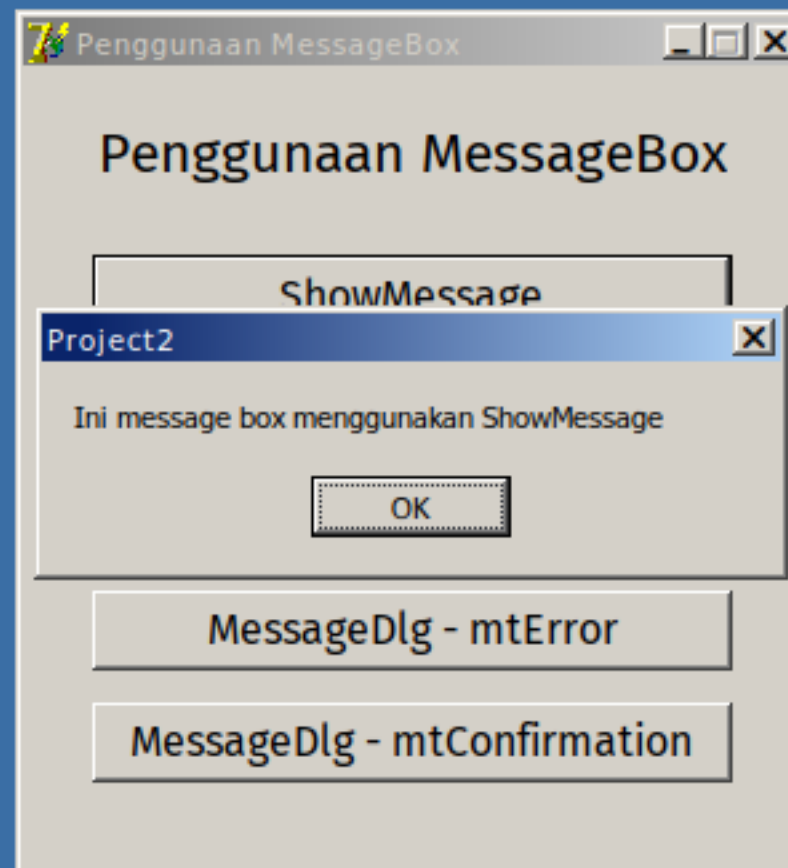 Penggunaan MessageBox
Penggunaan MessageBox
ShowMessage
Project2
Ini message box menggunakan ShowMessage
OK
MessageDlg - mtError
MessageDlg - mtConfirmation